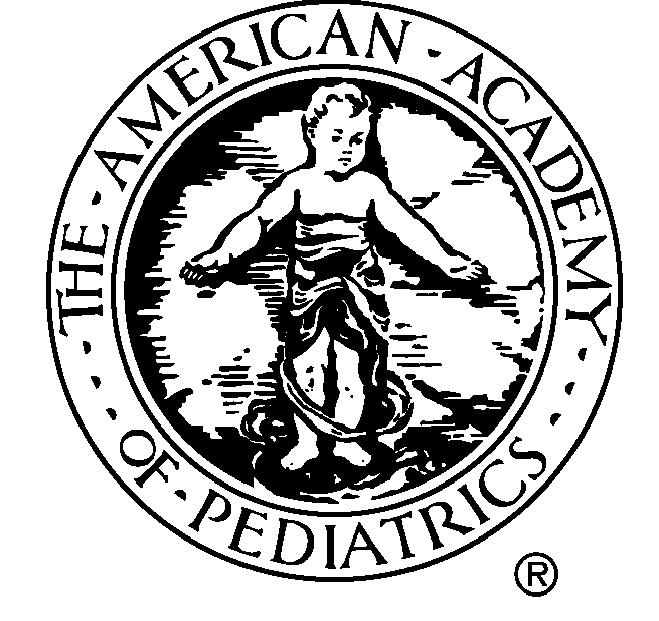 THE · AMERICAN · ACADEMY
OF · PEDIATRICS
®